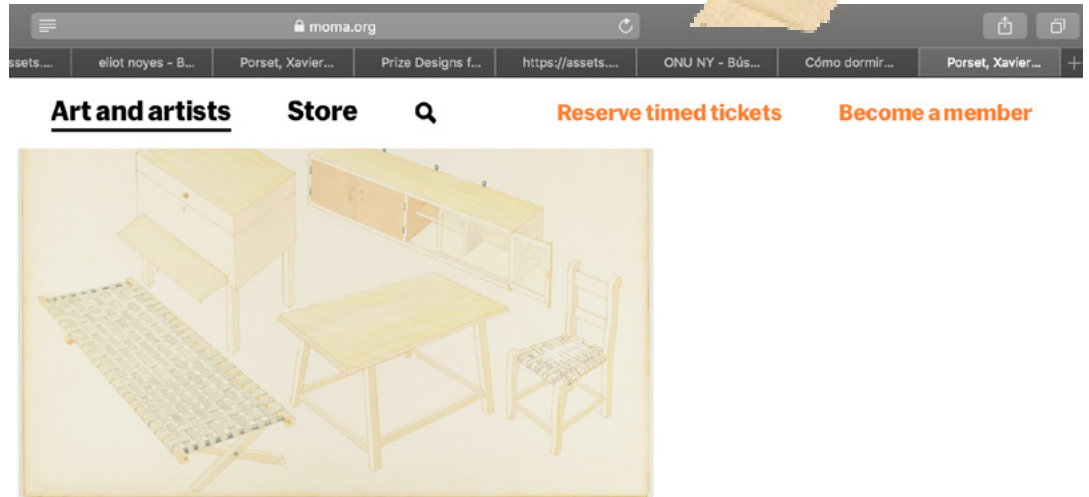 moma.org
ssets.... eliot noyes – B... Porset, Xavier... Prize Designs f... https://assets.... ONU NY – Bús... Cómo dormir... Porset, Xavier... +
Art and artists Store Reserve timed tickets Become a member